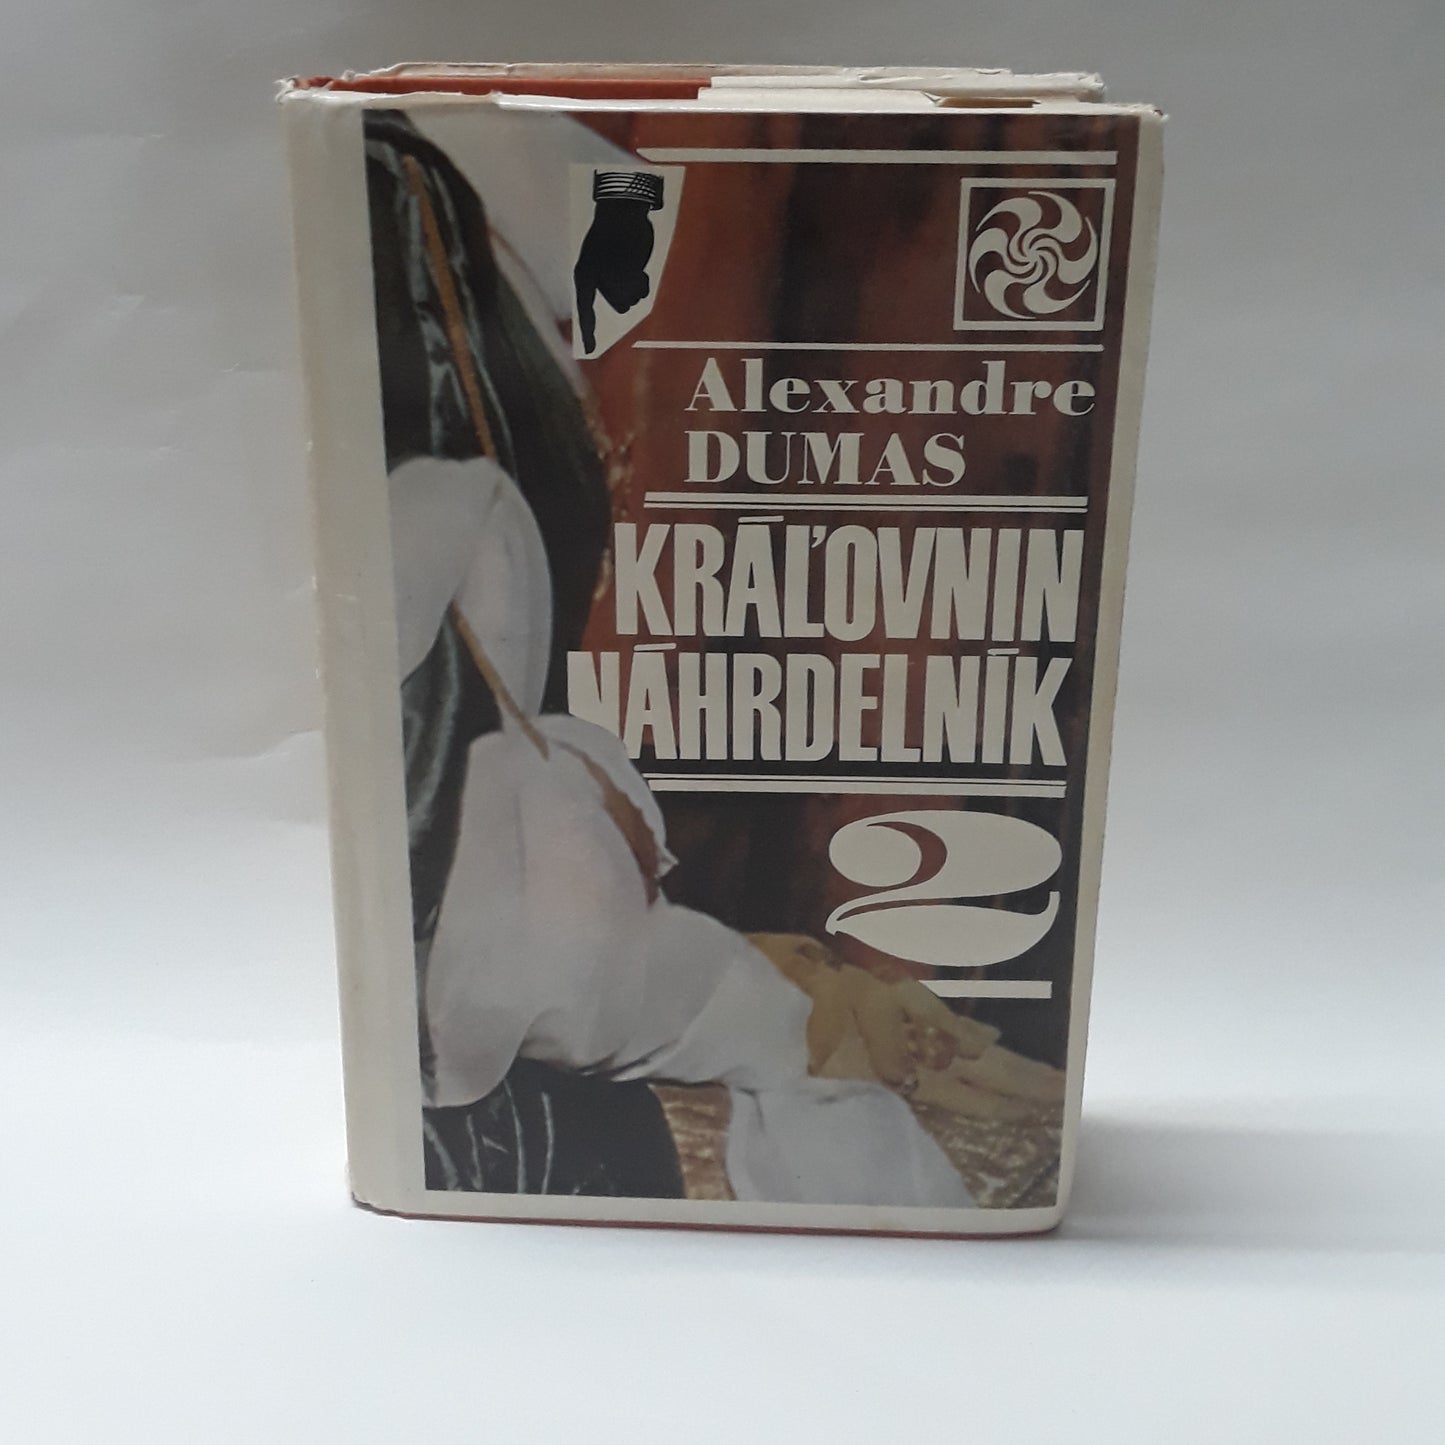 Alexandre
DUMAS
KRÁĽOVNIN
NÁHRDELNÍK
2